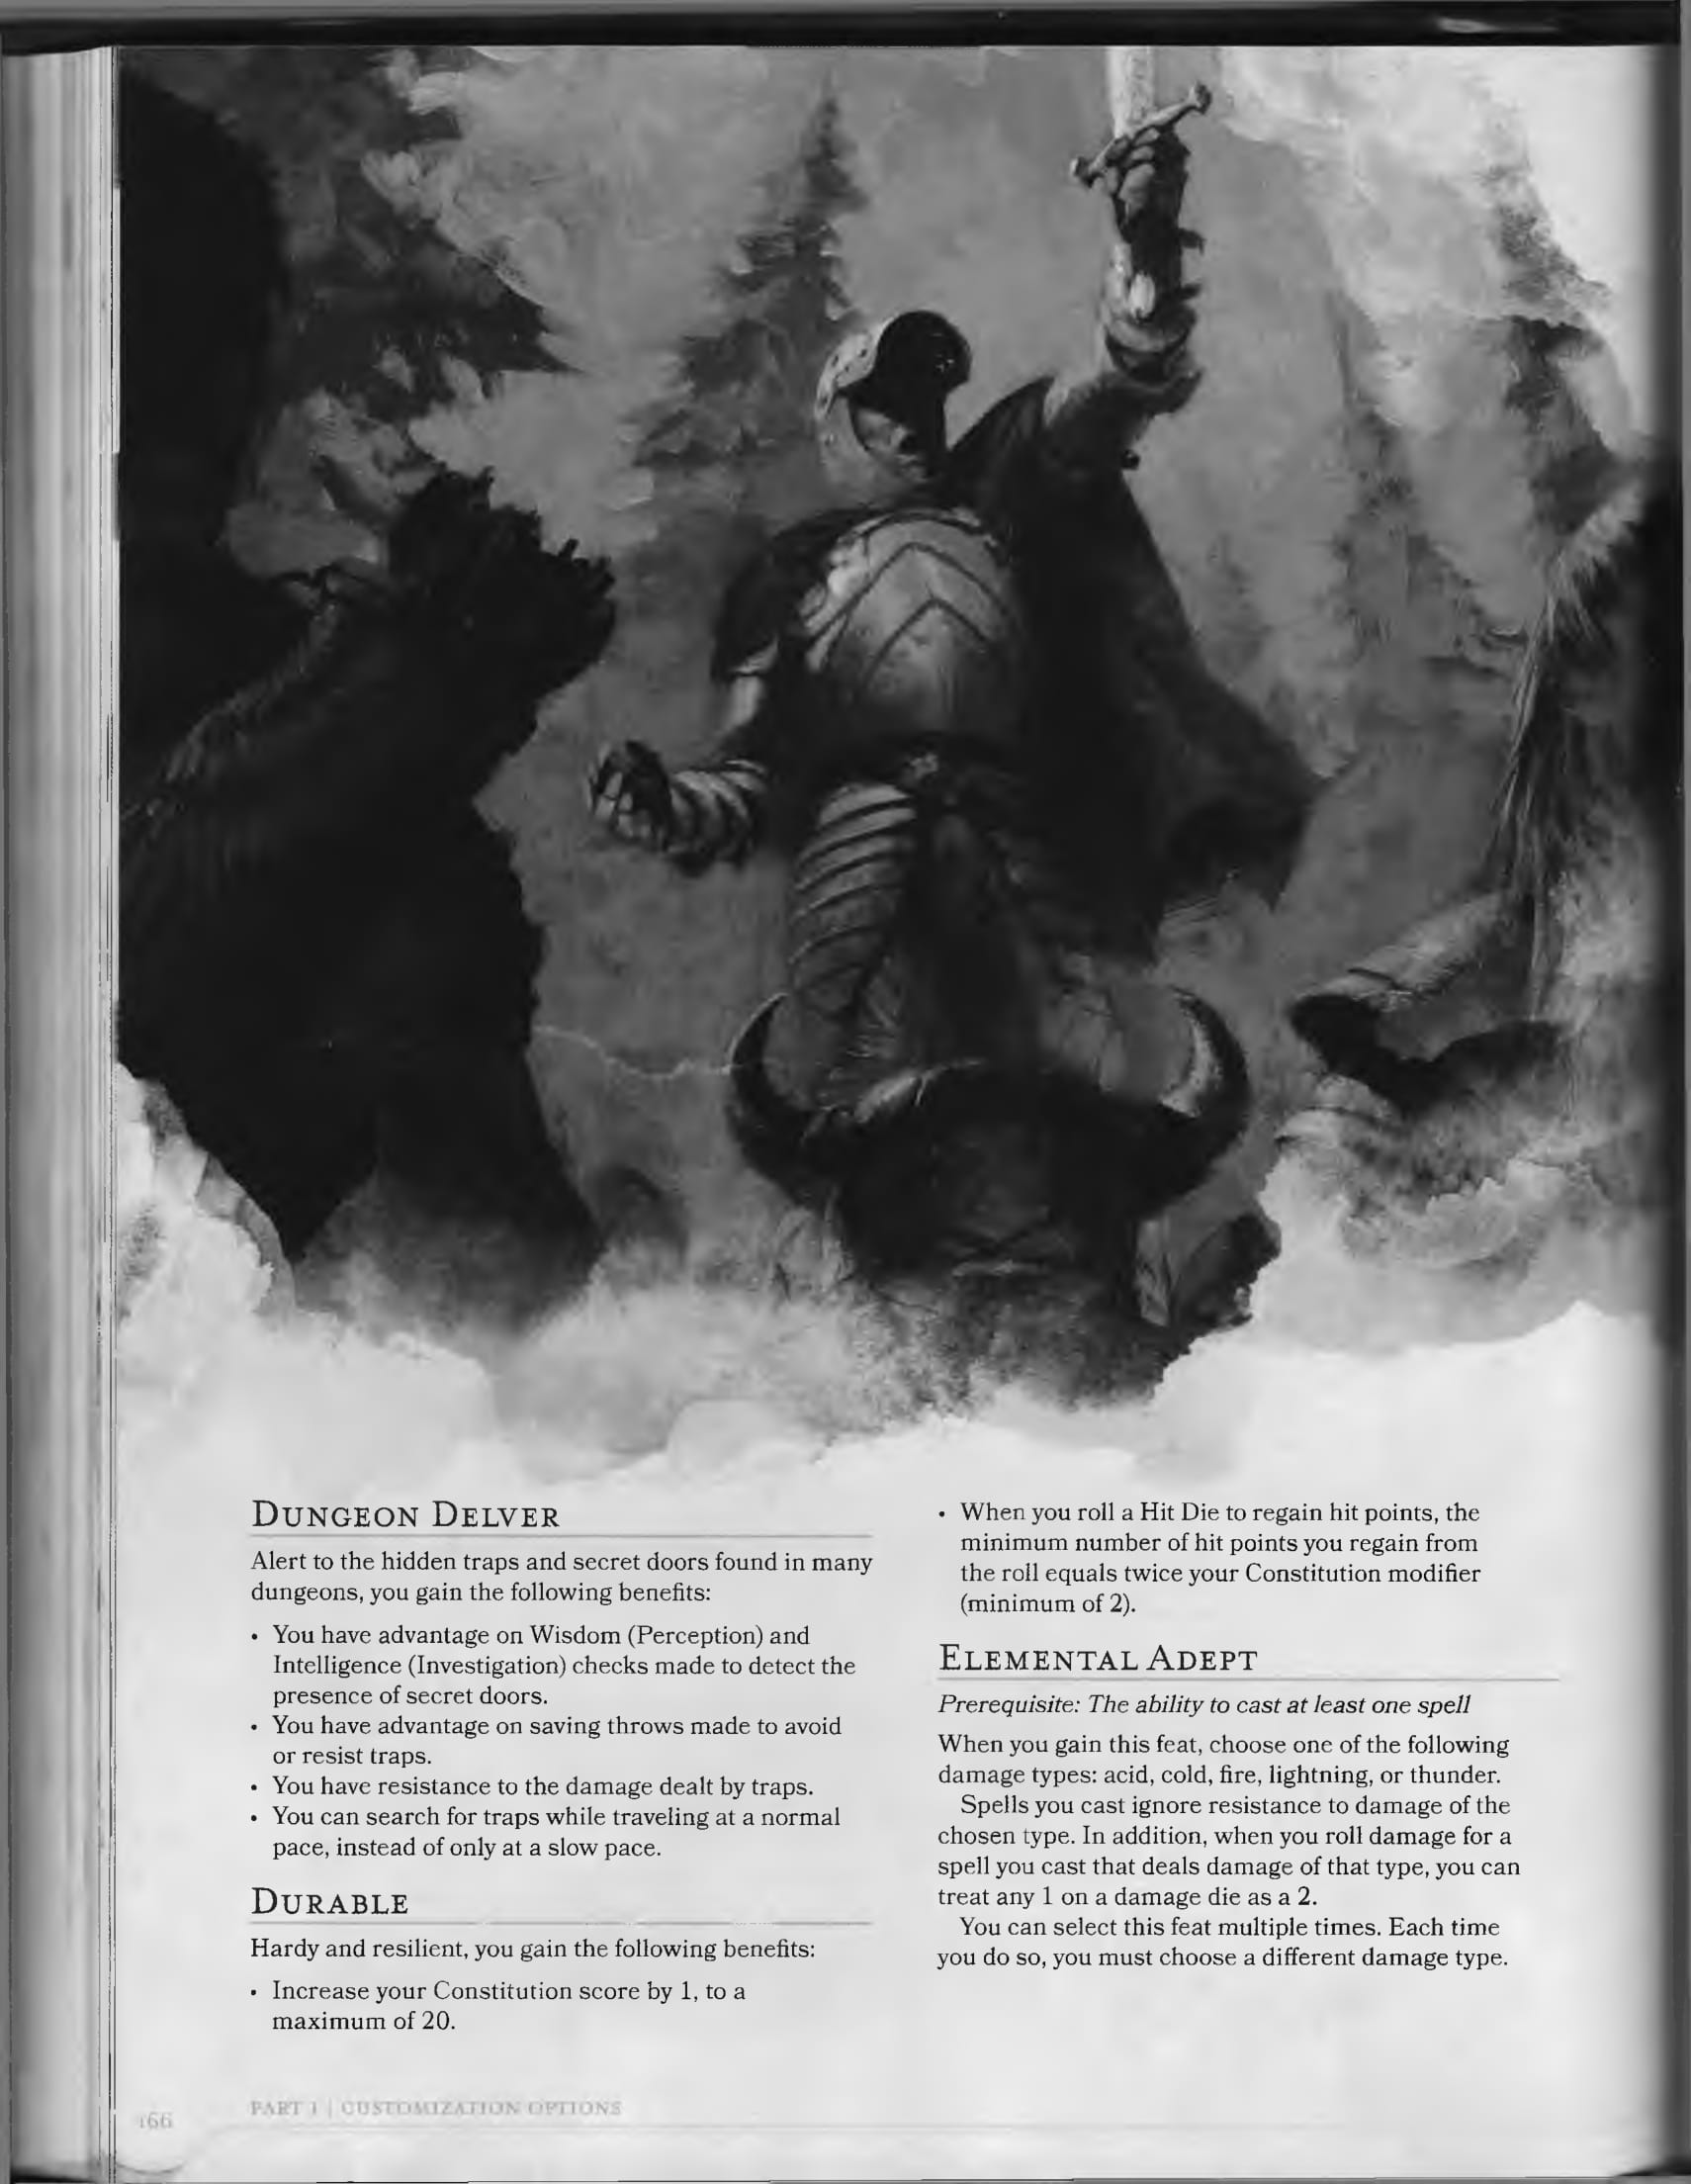 DUNGEON DELVER
Alert to the hidden traps and secret doors found in many
dungeons, you gain the following benefits:
• You have advantage on Wisdom (Perception) and
Intelligence (Investigation) checks made to detect the
presence of secret doors.
• You have advantage on saving throws made to avoid
or resist traps.
• You have resistance to the damage dealt by traps.
• You can search for traps while traveling at a normal
pace, instead of only at a slow pace.
DURABLE
Hardy and resilient, you gain the following benefits:
• Increase your Constitution score by 1, to a
maximum of 20.
• When you roll a Hit Die to regain hit points, the
minimum number of hit points you regain from
the roll equals twice your Constitution modifier
(minimum of 2).
ELEMENTAL ADEPT
Prerequisite: The ability to cast at least one spell
When you gain this feat, choose one of the following
damage types: acid, cold, fire, lightning, or thunder.
Spells you cast ignore resistance to damage of the
chosen type. In addition, when you roll damage for a
spell you cast that deals damage of that type, you can
treat any 1 on a damage die as a 2.
You can select this feat multiple times. Each time
you do so, you must choose a different damage type.
166
PART 1 | CUSTOMIZATION OPTIONS